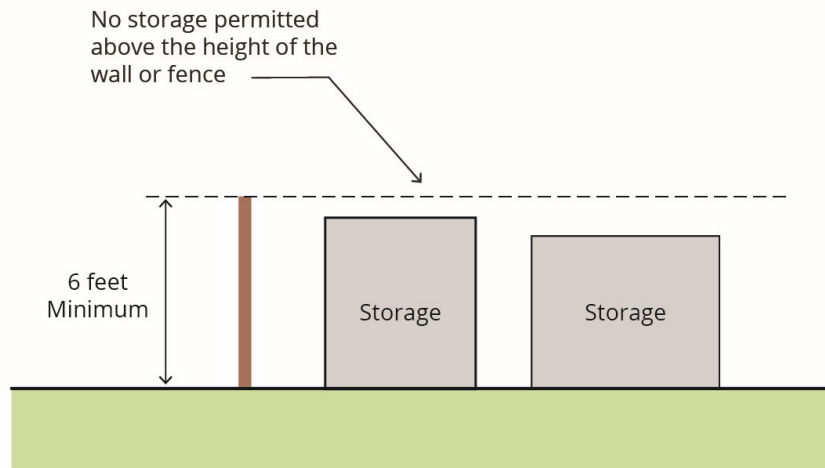 No storage permitted
above the height of the
wall or fence
6 feet
Minimum
Storage
Storage